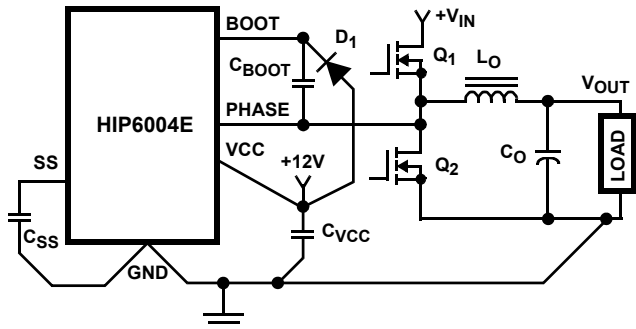 +VIN
BOOT
D1
Q1
LO
CBOOT
VOUT
PHASE
HIP6004E
VCC
+12V
SS
Q2
CO
LOAD
CSS
CVCC
GND